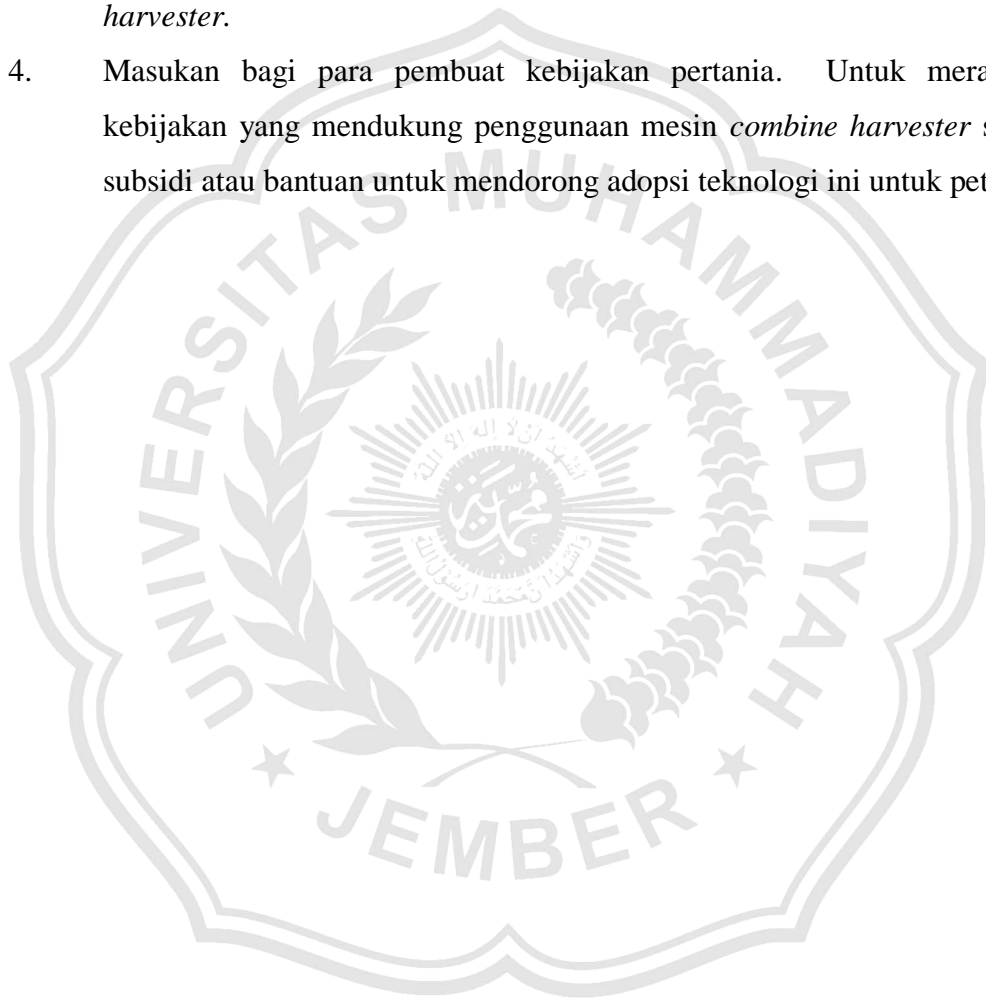 harvester.
4. Masukan bagi para pembuat kebijakan pertania. Untuk mera
kebijakan yang mendukung penggunaan mesin combine harvester s
subsidi atau bantuan untuk mendorong adopsi teknologi ini untuk pet
UNIVERSITAS MUHAMMADIYAH
JEMBER